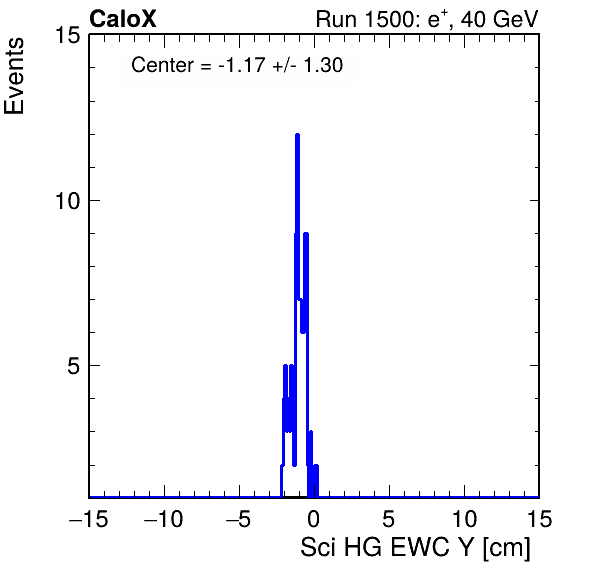 CaloX Run 1500: e⁺, 40 GeV
Events
15
Center = -1.17 +/- 1.30
10
5
−15 −10 −5 0 5 10 15
Sci HG EWC Y [cm]